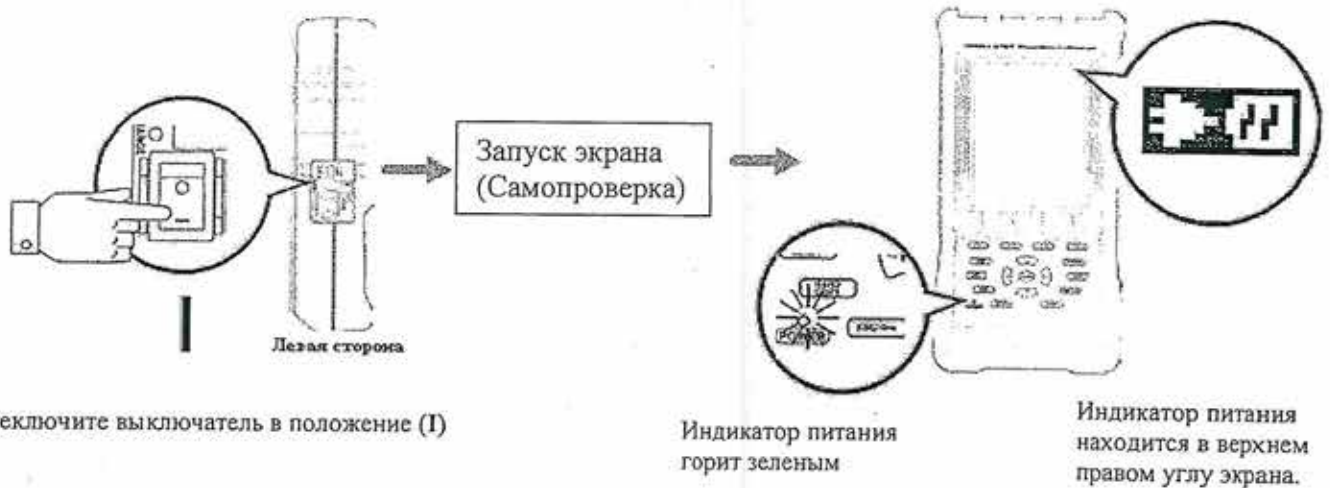 Запуск экрана
(Самопроверка)
Левая сторона
еключите выключатель в положение (I)
POWER
Индикатор питания
горит зеленым
Индикатор питания
находится в верхнем
правом углу экрана.